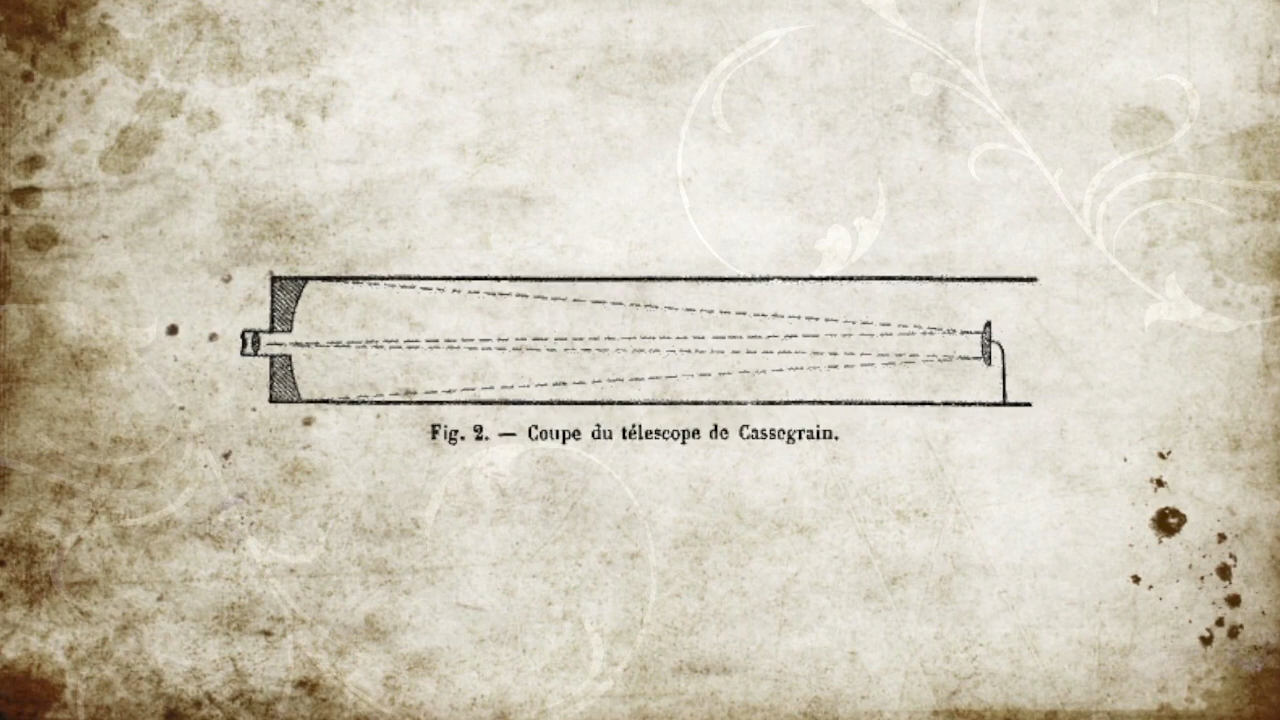 Fig. 2. — Coupe du télescope de Cassegrain.